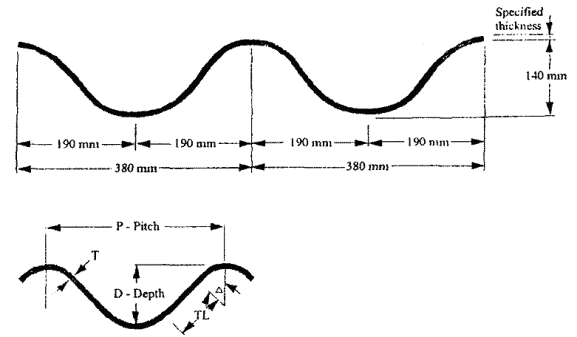 Specified
thickness
140 mm
190 mm 190 mm 190 mm 190 mm
380 mm 380 mm
P - Pitch
T
D - Depth
Δ
TL